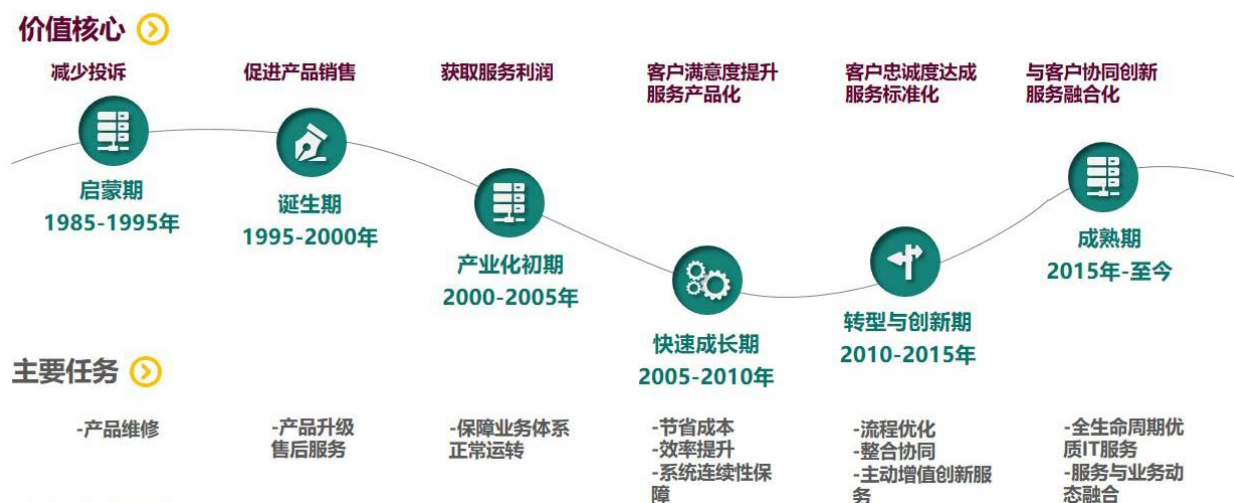 价值核心
减少投诉
促进产品销售
获取服务利润
客户满意度提升
服务产品化
客户忠诚度达成
服务标准化
与客户协同创新
服务融合化
启蒙期
1985-1995年
诞生期
1995-2000年
产业化初期
2000-2005年
快速成长期
2005-2010年
转型与创新期
2010-2015年
成熟期
2015年-至今
主要任务
-产品维修
-产品升级
售后服务
-保障业务体系
正常运转
-节省成本
-效率提升
-系统连续性保
障
-流程优化
-整合协同
-主动增值创新服
务
-全生命周期优
质IT服务
-服务与业务动
态融合